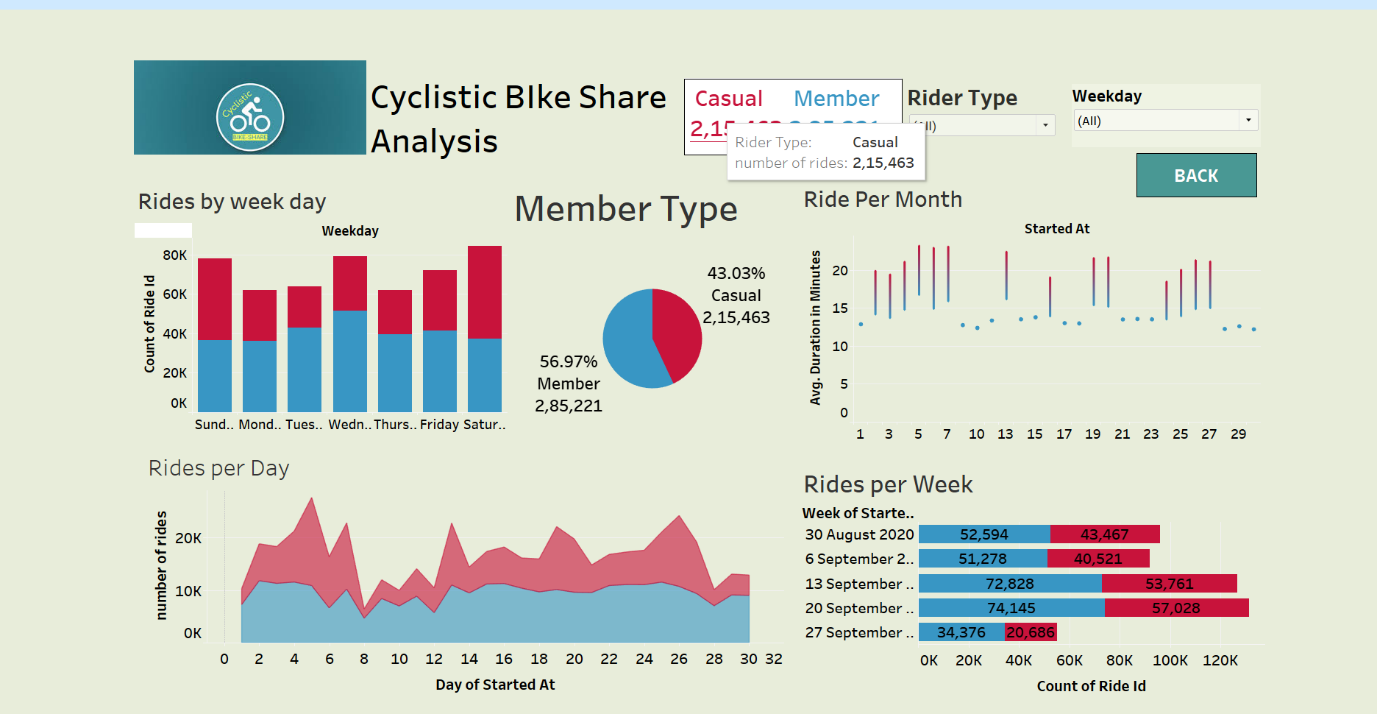 Cyclistic
BIKE-SHARE
Cyclistic BIke Share
Analysis
Casual Member
Rider Type
(All)
Weekday
(All)
Rider Type: Casual
number of rides: 2,15,463
BACK
Rides by week day
Weekday
80K
60K
40K
20K
0K
Count of Ride Id
Sund.. Mond.. Tues.. Wedn.. Thurs.. Friday Satur..
Member Type
43.03%
Casual
2,15,463
56.97%
Member
2,85,221
Ride Per Month
Started At
20
15
10
5
0
Avg. Duration in Minutes
1 3 5 7 10 13 15 17 19 21 23 25 27 29
Rides per Day
20K
10K
0K
number of rides
0 2 4 6 8 10 12 14 16 18 20 22 24 26 28 30 32
Day of Started At
Rides per Week
Week of Starte..
30 August 2020 52,594 43,467
6 September 2.. 51,278 40,521
13 September .. 72,828 53,761
20 September .. 74,145 57,028
27 September .. 34,376 20,686
0K 20K 40K 60K 80K 100K 120K
Count of Ride Id